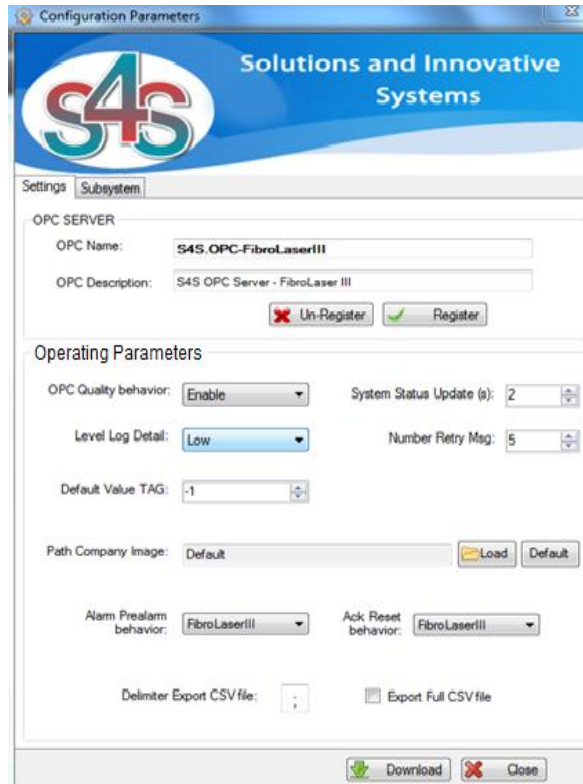 Configuration Parameters
S4S
Solutions and Innovative
Systems
Settings Subsystem
OPC SERVER
OPC Name: S4S.OPC-FibroLaserIII
OPC Description: S4S OPC Server - FibroLaser III
Un-Register Register
Operating Parameters
OPC Quality behavior: Enable System Status Update (s): 2
Level Log Detail: Low Number Retry Msg: 5
Default Value TAG: -1
Path Company Image: Default Load Default
Alarm Prealarm
behavior: FibroLaserIII
Ack Reset
behavior: FibroLaserIII
Delimiter Export CSV file: ; Export Full CSV file
Download Close